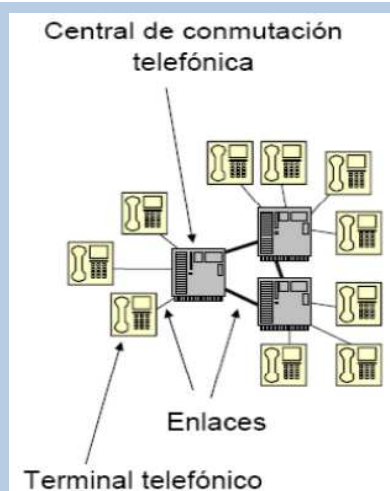 Central de conmutación
telefónica
Enlaces
Terminal telefónico